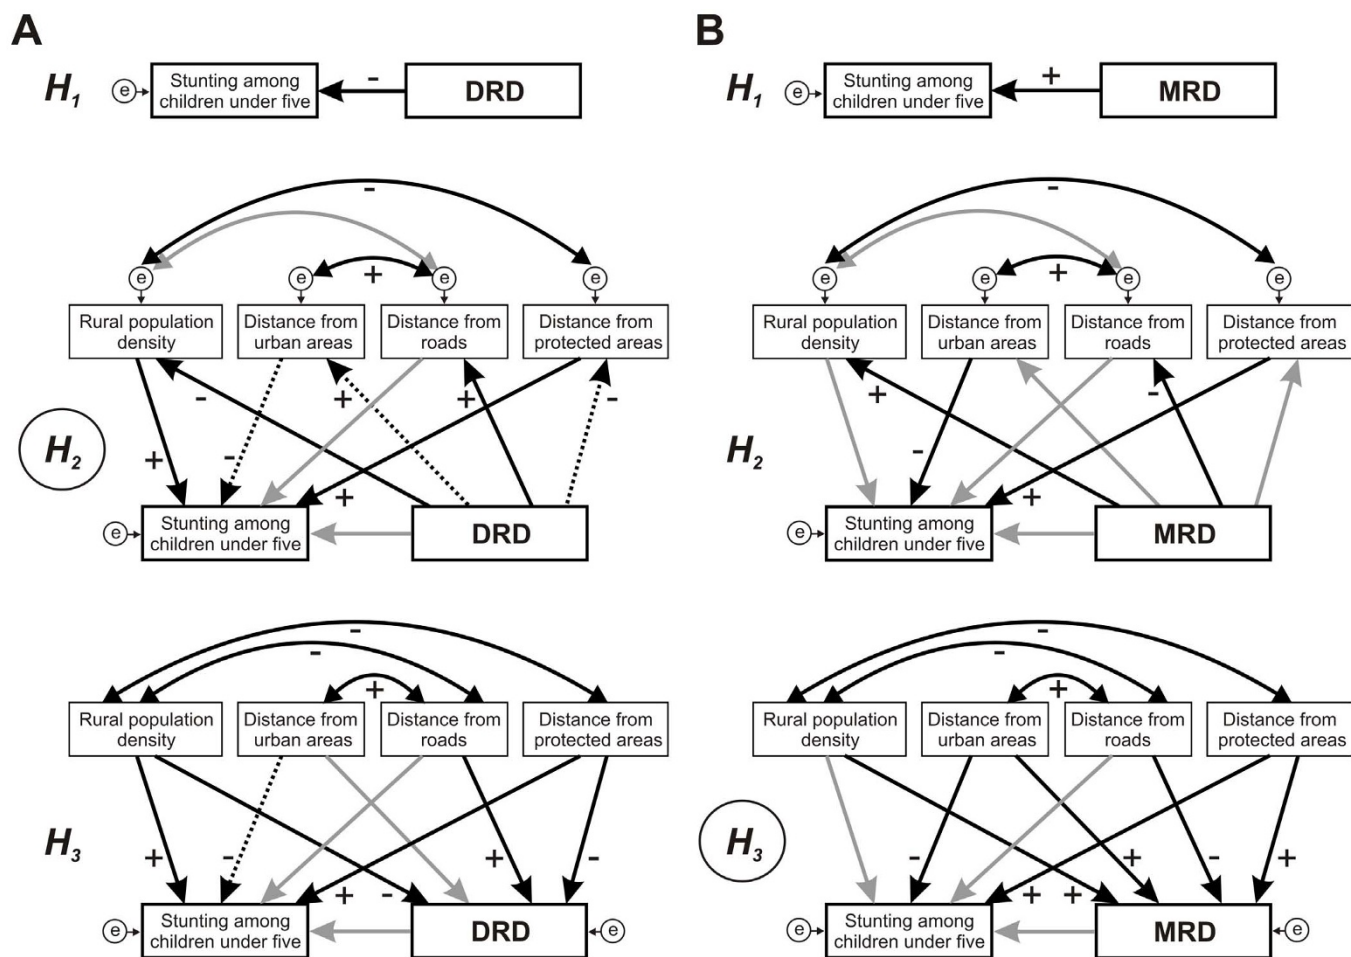 A
B
H1
e
Stunting among
children under five
-
DRD
H1
e
Stunting among
children under five
+
MRD
-
e
e
+
e
e
Rural population
density
Distance from
urban areas
Distance from
roads
Distance from
protected areas
-
+
+
-
H2
+
-
+
e
Stunting among
children under five
DRD
-
e
e
+
e
e
Rural population
density
Distance from
urban areas
Distance from
roads
Distance from
protected areas
+
-
H2
-
+
e
Stunting among
children under five
MRD
-
-
+
Rural population
density
Distance from
urban areas
Distance from
roads
Distance from
protected areas
H3
+
-
+
-
+
-
e
Stunting among
children under five
DRD
e
-
-
+
Rural population
density
Distance from
urban areas
Distance from
roads
Distance from
protected areas
H3
-
+
+
+
-
+
e
Stunting among
children under five
MRD
e